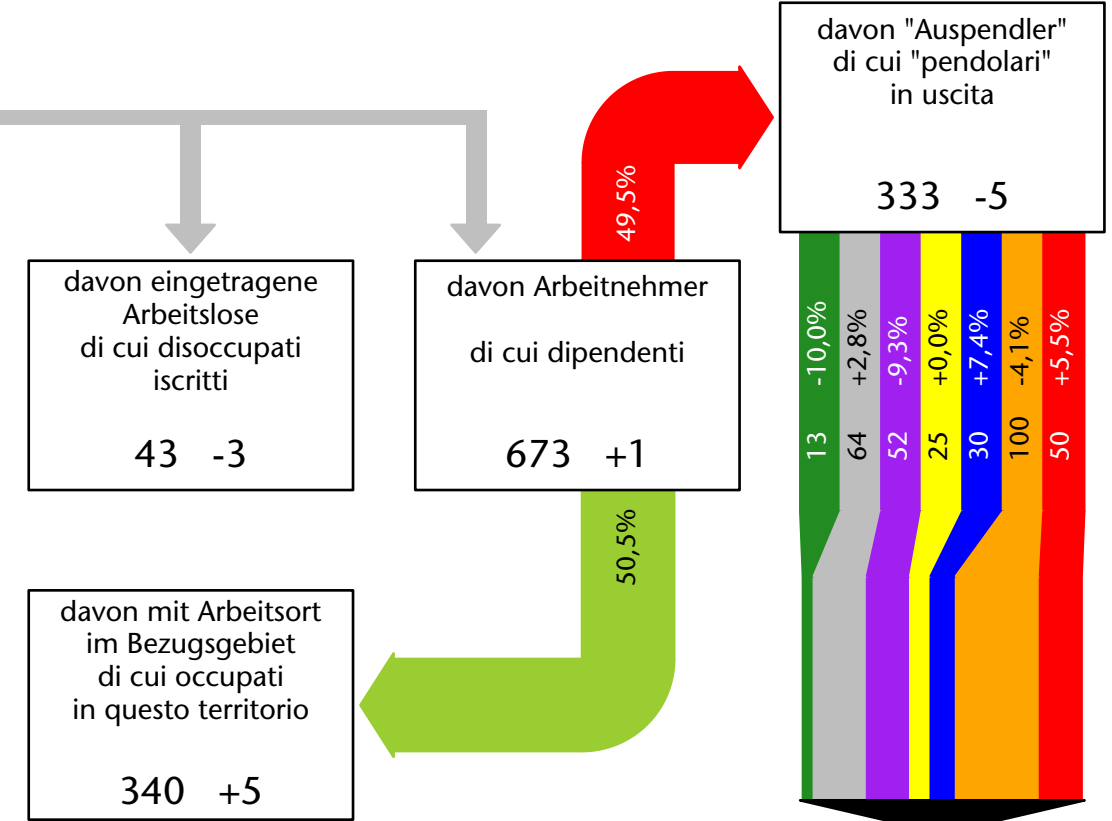 davon "Auspendler"
di cui "pendolari"
in uscita
333 -5
49,5%
davon eingetragene
Arbeitslose
di cui disoccupati
iscritti
43 -3
davon Arbeitnehmer
di cui dipendenti
673 +1
13 -10,0%
64 +2,8%
52 -9,3%
25 +0,0%
30 +7,4%
100 -4,1%
50 +5,5%
50,5%
davon mit Arbeitsort
im Bezugsgebiet
di cui occupati
in questo territorio
340 +5